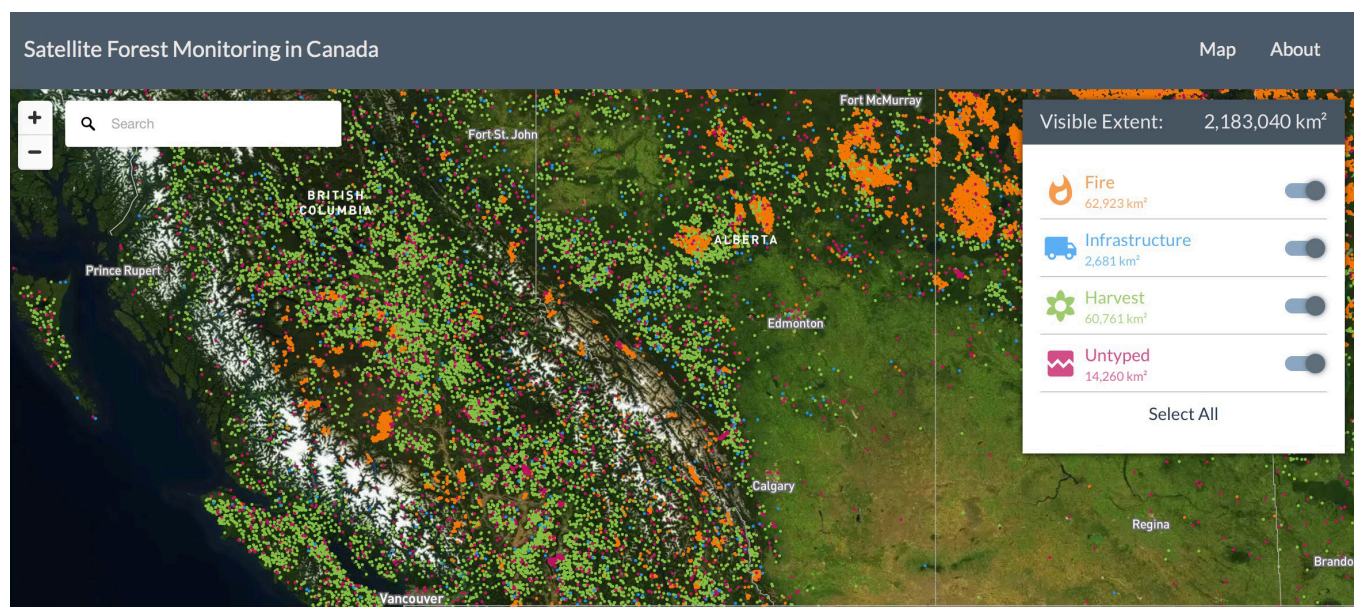 Satellite Forest Monitoring in Canada
Map
About
+
−
Search
Visible Extent: 2,183,040 km²
Fire
62,923 km²
Infrastructure
2,681 km²
Harvest
60,761 km²
Untyped
14,260 km²
Select All
Fort McMurray
Fort St. John
BRITISH
COLUMBIA
ALBERTA
Prince Rupert
Edmonton
Calgary
Regina
Brando
Vancouver